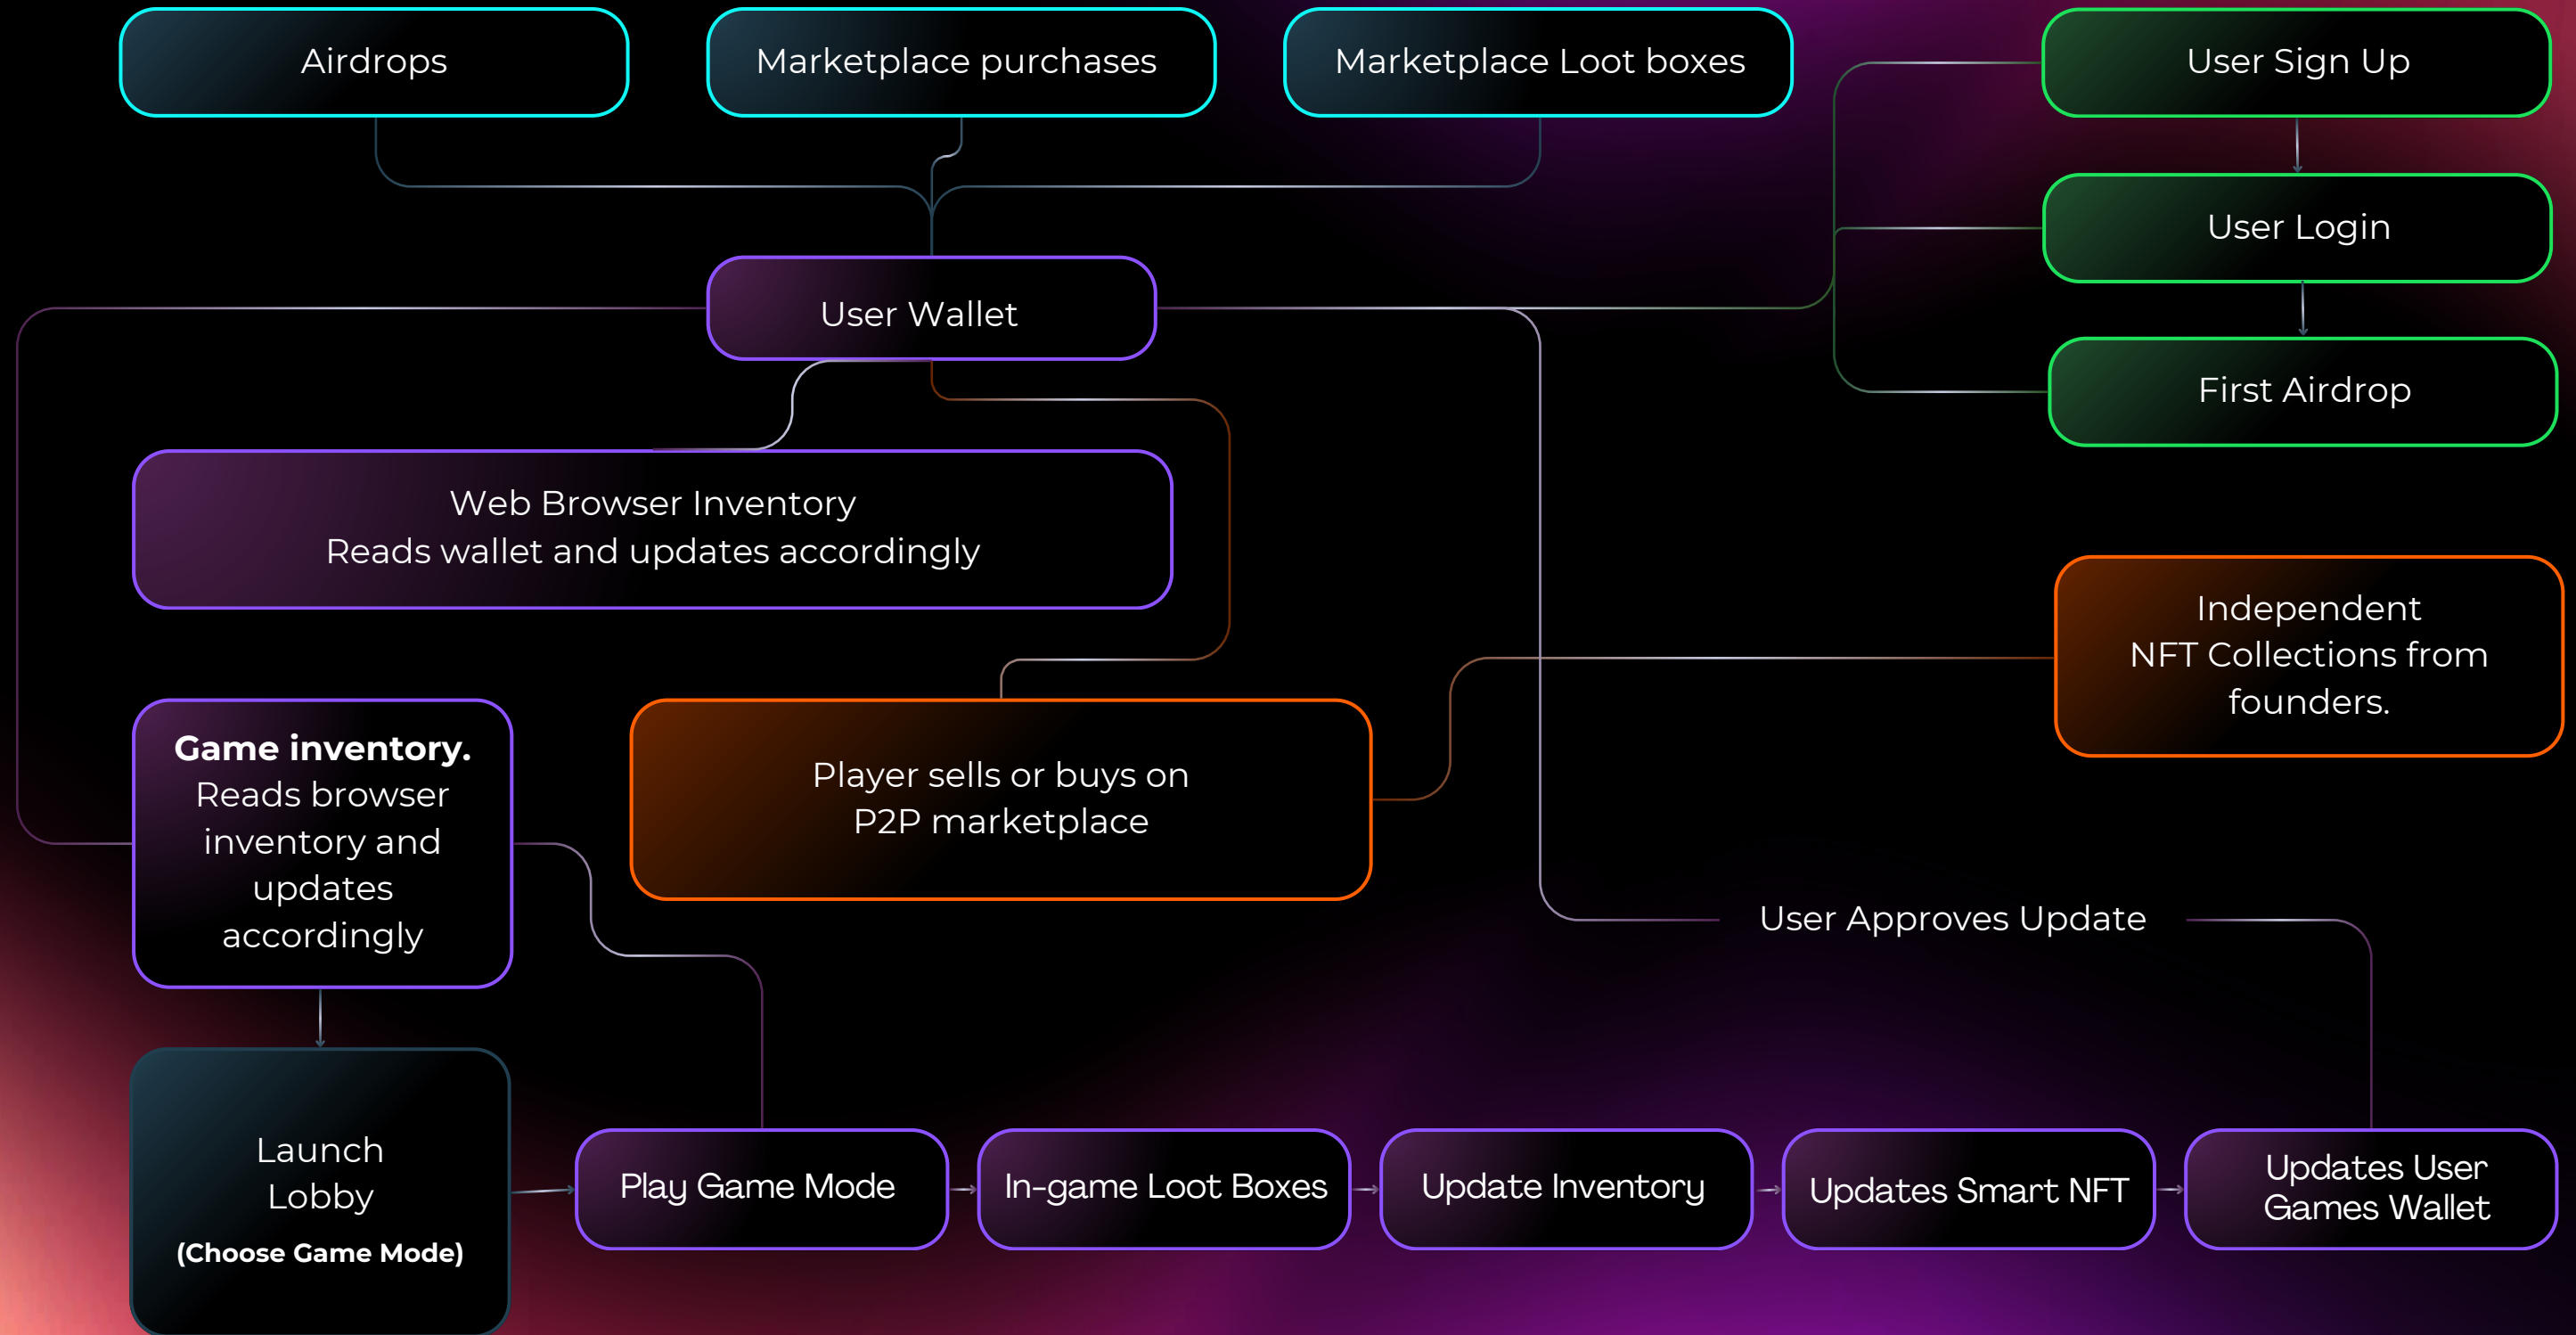 Airdrops
Marketplace purchases
Marketplace Loot boxes
User Sign Up
User Login
User Wallet
First Airdrop
Web Browser Inventory
Reads wallet and updates accordingly
Independent
NFT Collections from
founders.
Game inventory.
Reads browser
inventory and
updates
accordingly
Player sells or buys on
P2P marketplace
User Approves Update
Launch
Lobby
(Choose Game Mode)
Play Game Mode
In-game Loot Boxes
Update Inventory
Updates Smart NFT
Updates User
Games Wallet